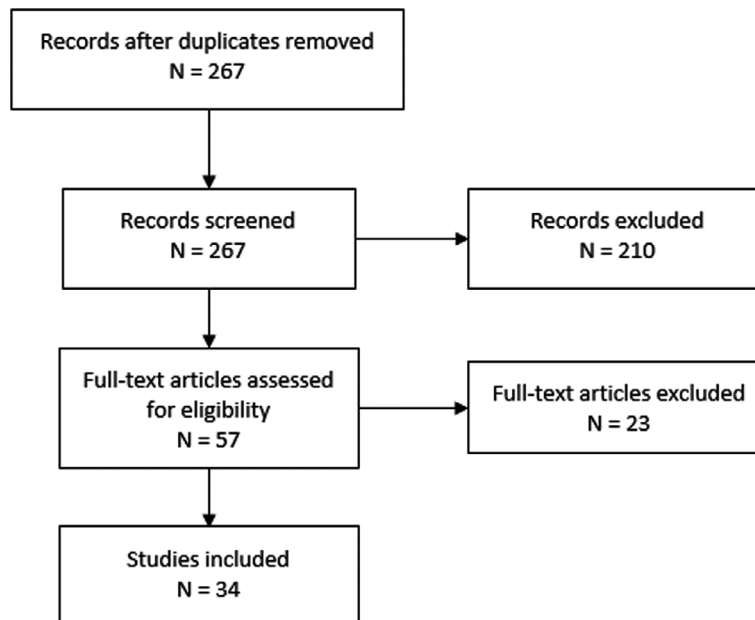 Records after duplicates removed
N = 267
Records screened
N = 267
Records excluded
N = 210
Full-text articles assessed
for eligibility
N = 57
Full-text articles excluded
N = 23
Studies included
N = 34